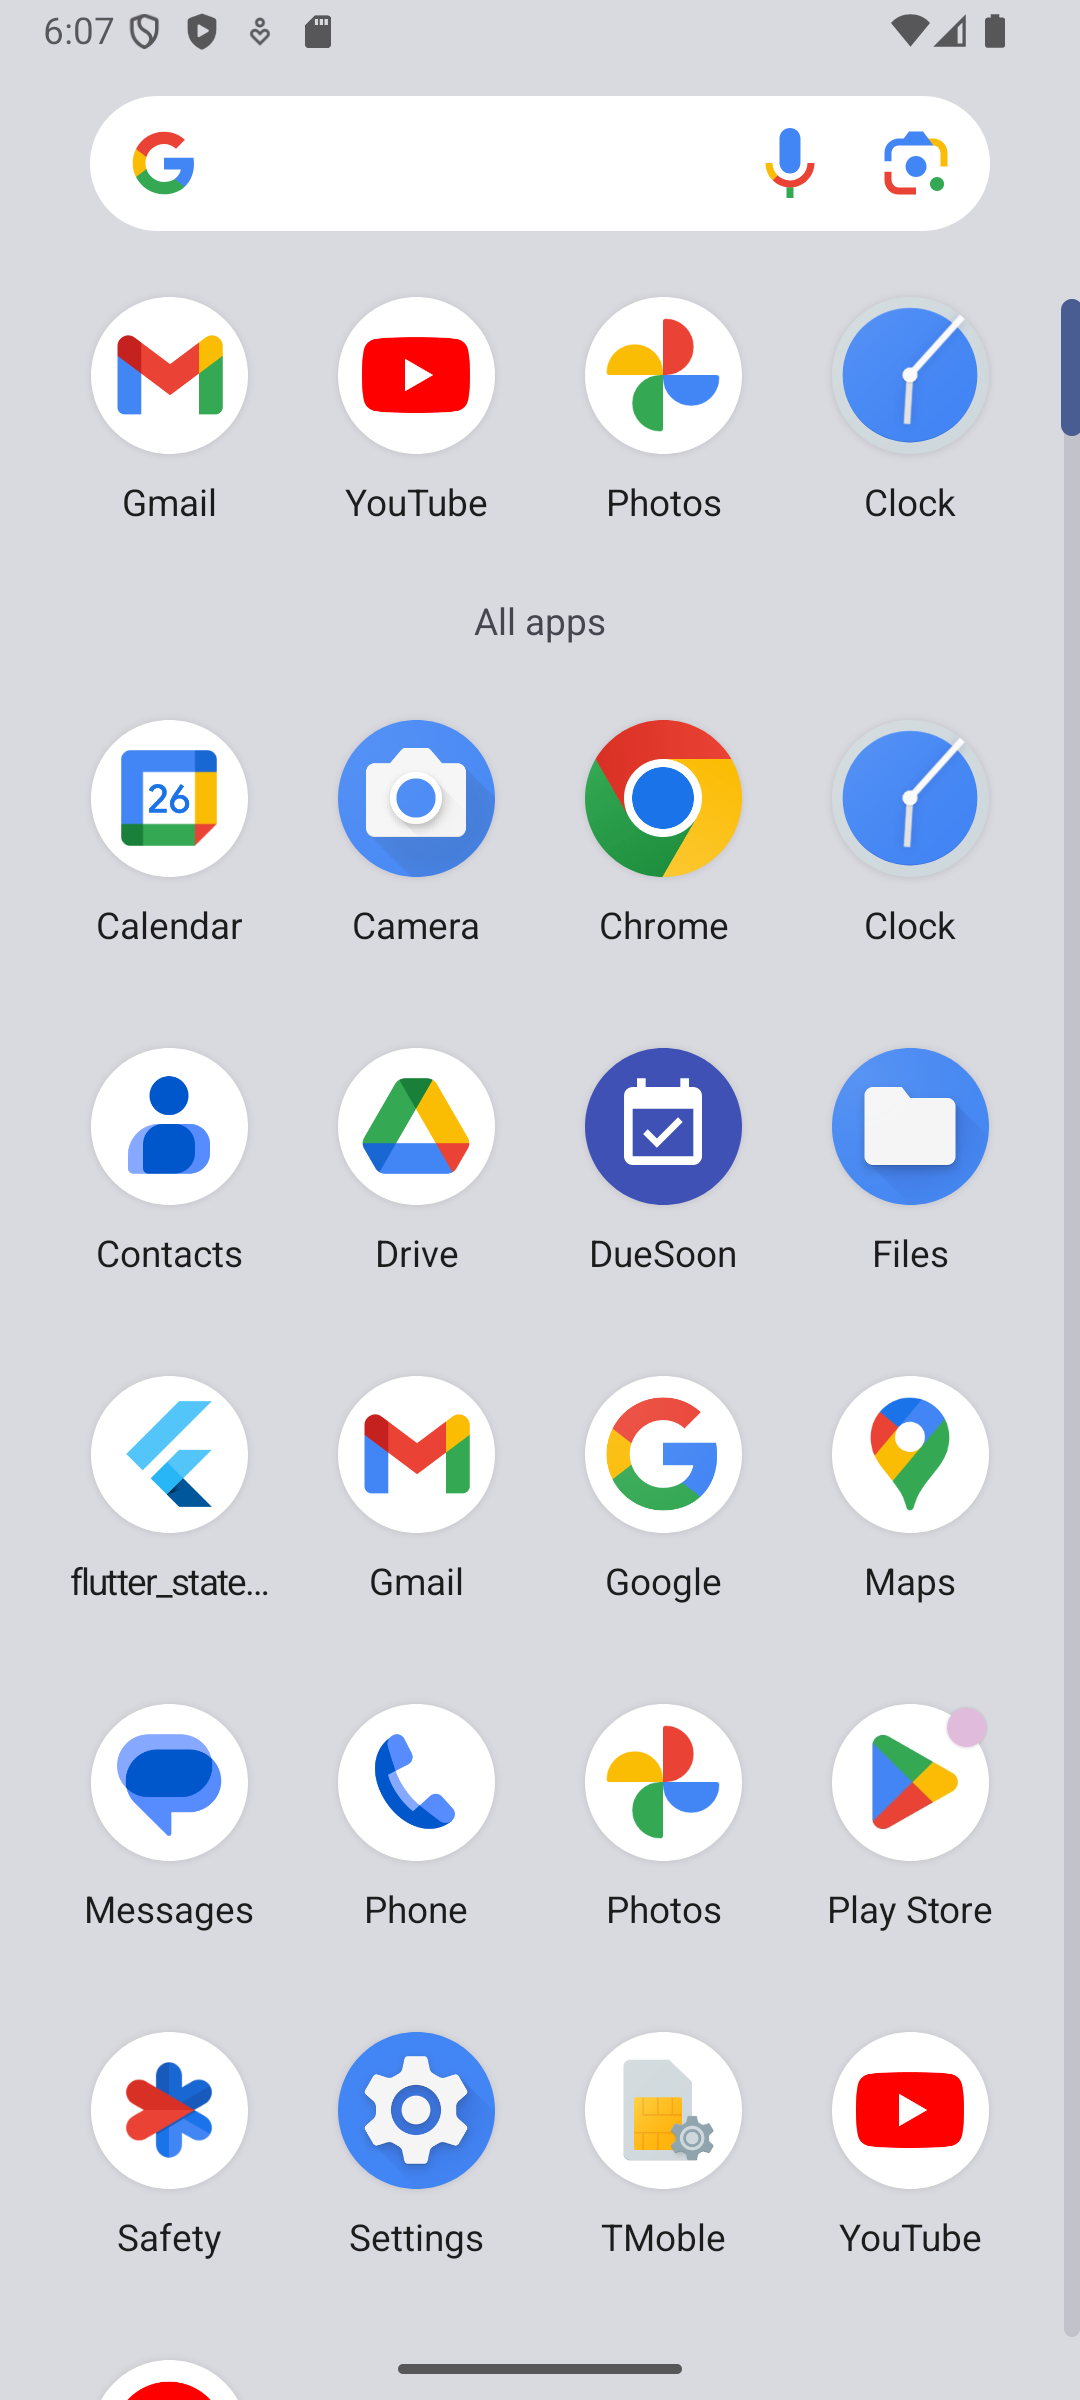 6:07
Gmail YouTube Photos Clock
All apps
26
Calendar Camera Chrome Clock
Contacts Drive DueSoon Files
flutter_state... Gmail Google Maps
Messages Phone Photos Play Store
Safety Settings TMoble YouTube